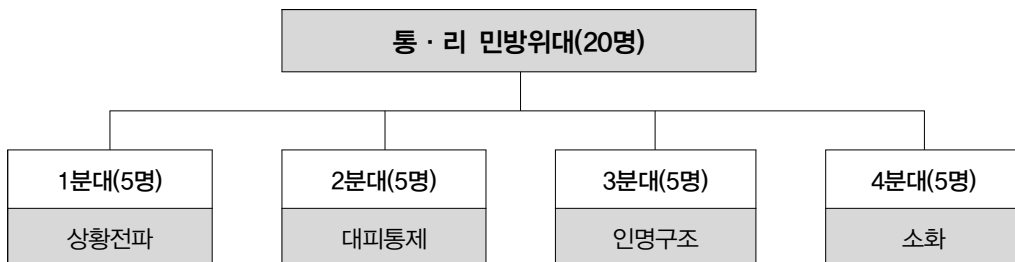 통 · 리 민방위대(20명)
1분대(5명)
상황전파
2분대(5명)
대피통제
3분대(5명)
인명구조
4분대(5명)
소화